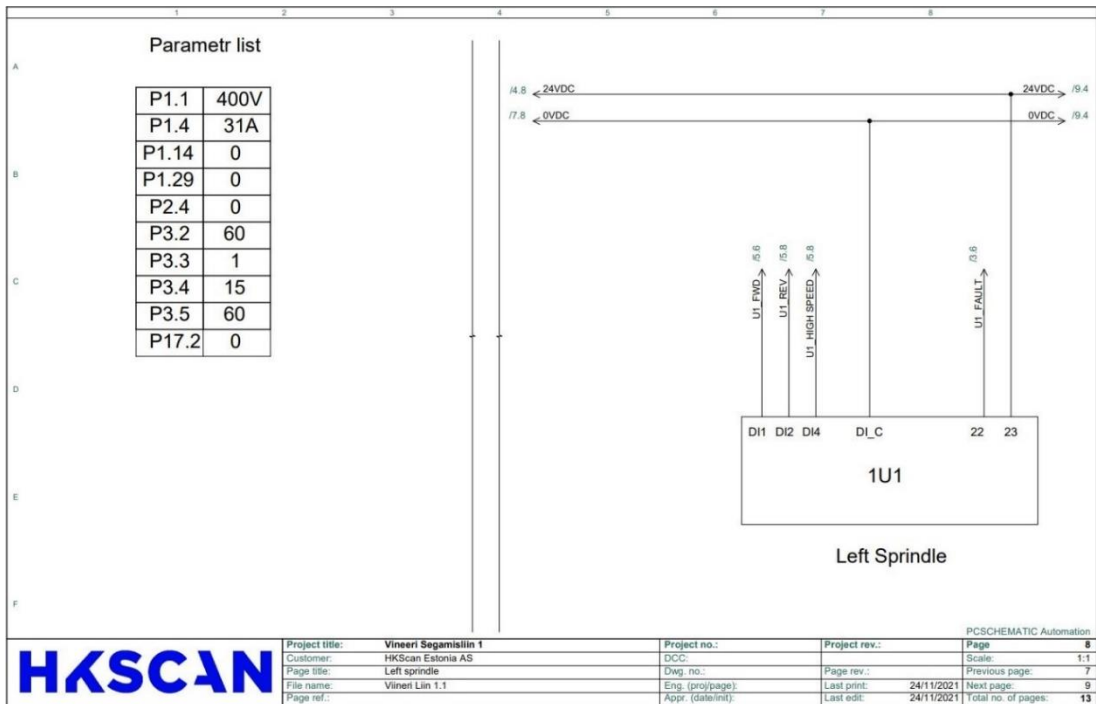 1 2 3 4 5 6 7 8
Parametr list
A
B
C
D
E
F
P1.1 400V
P1.4 31A
P1.14 0
P1.29 0
P2.4 0
P3.2 60
P3.3 1
P3.4 15
P3.5 60
P17.2 0
/4.8 24VDC 24VDC /9.4
/7.8 0VDC 0VDC /9.4
/5.6 /5.8 /5.8 /3.6
U1_FWD
U1_REV
U1_HIGH SPEED
U1_FAULT
DI1 DI2 DI4 DI_C 22 23
1U1
Left Sprindle
PCSCHEMATIC Automation
HKSCAN
Project title: Vineeri Segamisliin 1 Project no.: Project rev.: Page 8
Customer: HKScan Estonia AS DCC: Scale: 1:1
Page title: Left sprindle Dwg. no.: Page rev.: Previous page: 7
File name: Viineri Liin 1.1 Eng. (proj/page): Last print: 24/11/2021 Next page: 9
Page ref.: Appr. (date/init): Last edit: 24/11/2021 Total no. of pages: 13